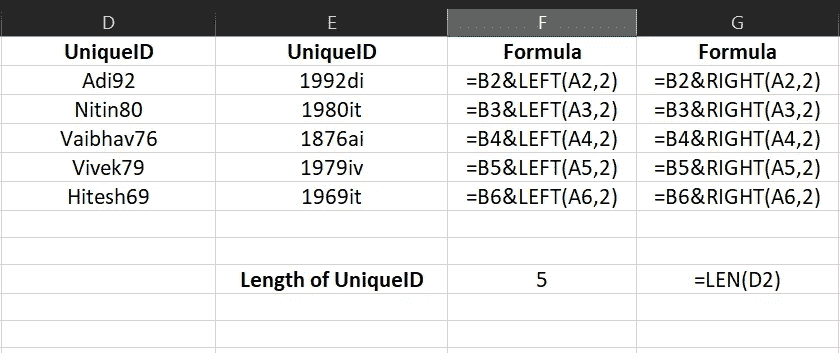 D E F G
UniqueID UniqueID Formula Formula
Adi92 1992di =B2&LEFT(A2,2) =B2&RIGHT(A2,2)
Nitin80 1980it =B3&LEFT(A3,2) =B3&RIGHT(A3,2)
Vaibhav76 1876ai =B4&LEFT(A4,2) =B4&RIGHT(A4,2)
Vivek79 1979iv =B5&LEFT(A5,2) =B5&RIGHT(A5,2)
Hitesh69 1969it =B6&LEFT(A6,2) =B6&RIGHT(A6,2)
Length of UniqueID 5 =LEN(D2)